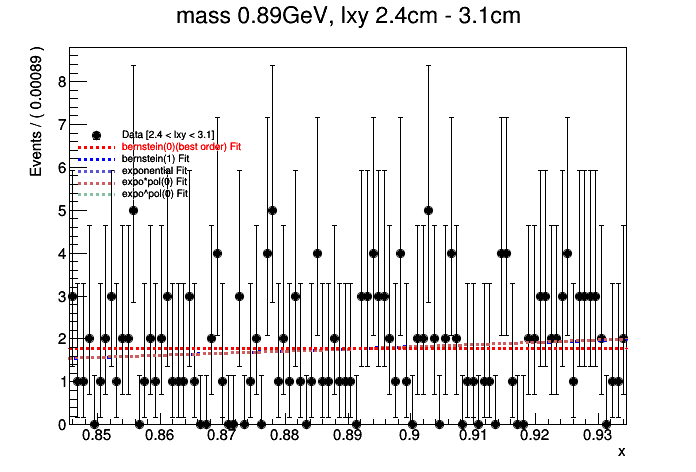 mass 0.89GeV, lxy 2.4cm - 3.1cm
Events / ( 0.00089 )
8
7
6
5
4
3
2
1
0
Data [2.4 < lxy < 3.1]
bernstein(0)(best order) Fit
bernstein(1) Fit
exponential Fit
expo*pol(0) Fit
expo^pol(0) Fit
0.85 0.86 0.87 0.88 0.89 0.9 0.91 0.92 0.93
x